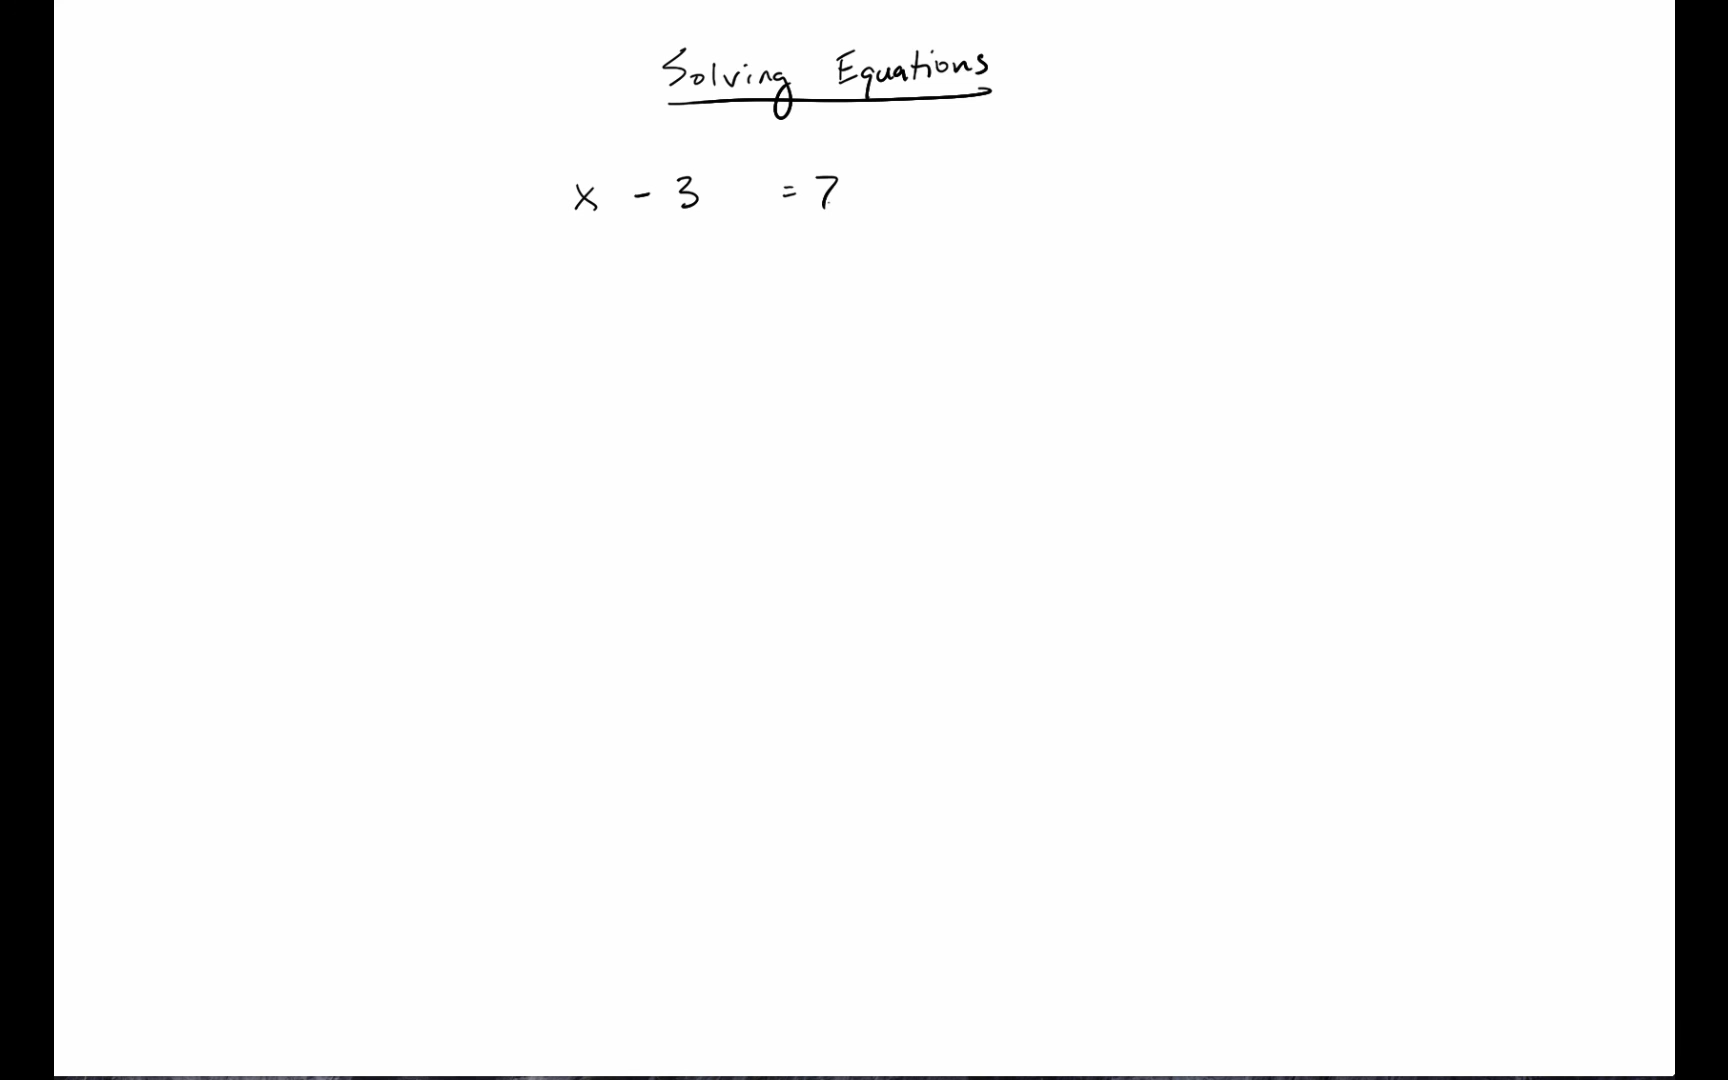 Solving Equations
x - 3 = 7